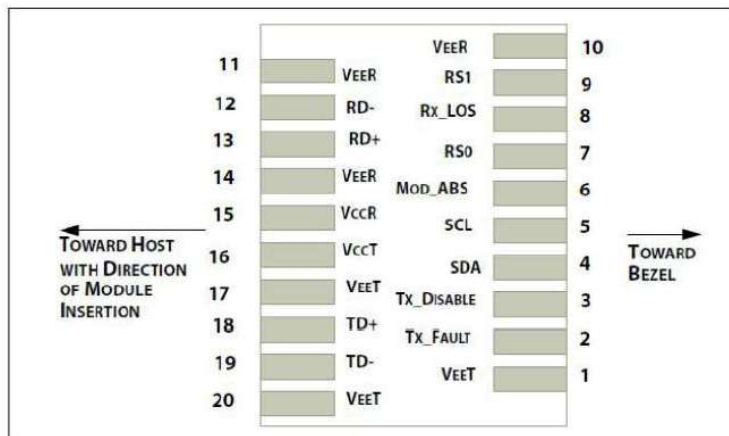 11 VEER
12 RD-
13 RD+
14 VEER
15 VCCR
16 VCCT
17 VEET
18 TD+
19 TD-
20 VEET
VEER 10
RS1 9
RX_LOS 8
RS0 7
MOD_ABS 6
SCL 5
SDA 4
TX_DISABLE 3
TX_FAULT 2
VEET 1
TOWARD HOST
WITH DIRECTION
OF MODULE
INSERTION
TOWARD
BEZEL